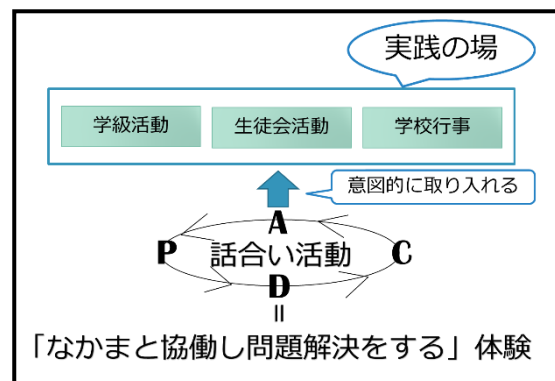 実践の場
学級活動 生徒会活動 学校行事
意図的に取り入れる
A
P 話合い活動 C
D
=
「なかまと協働し問題解決をする」体験